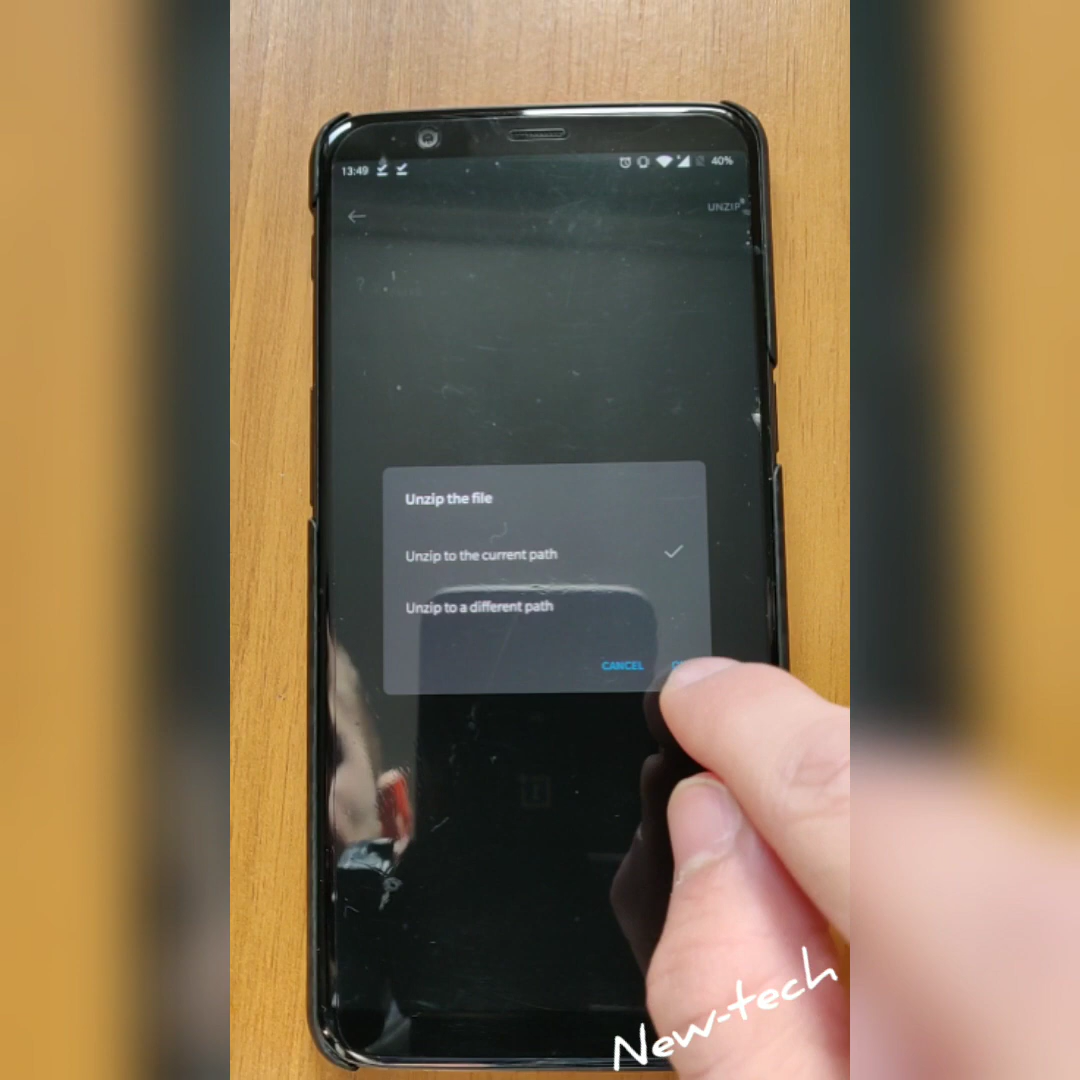 13:49 40%
UNZIP
Unzip the file
Unzip to the current path
Unzip to a different path
CANCEL
New-tech